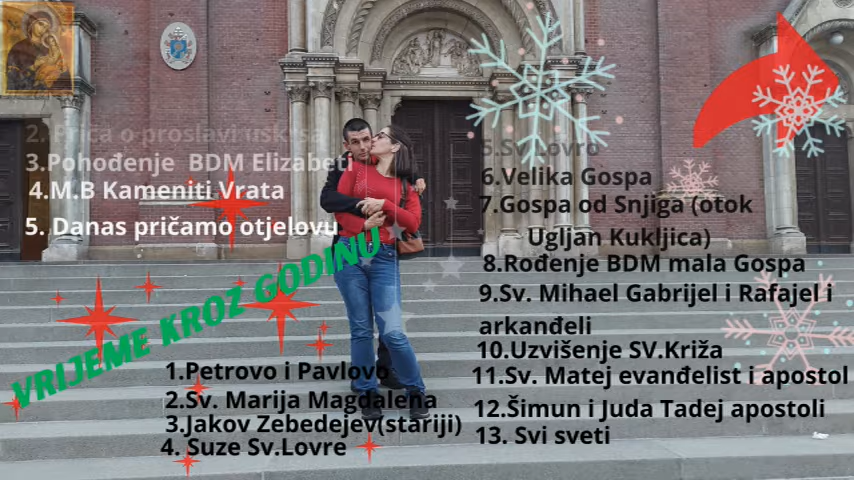 2. Priča o proslavi uskrsa
3.Pohođenje BDM Elizabeti
4.M.B Kameniti Vrata
5. Danas pričamo otjelovu
VRIJEME KROZ GODINU
1.Petrovo i Pavlovo
2.Sv. Marija Magdalena
3.Jakov Zebedejev(stariji)
4. Suze Sv.Lovre
5.Sv.Lovro
6.Velika Gospa
7.Gospa od Snjiga (otok
Ugljan Kukljica)
8.Rođenje BDM mala Gospa
9.Sv. Mihael Gabrijel i Rafajel i
arkanđeli
10.Uzvišenje SV.Križa
11.Sv. Matej evanđelist i apostol
12.Šimun i Juda Tadej apostoli
13. Svi sveti